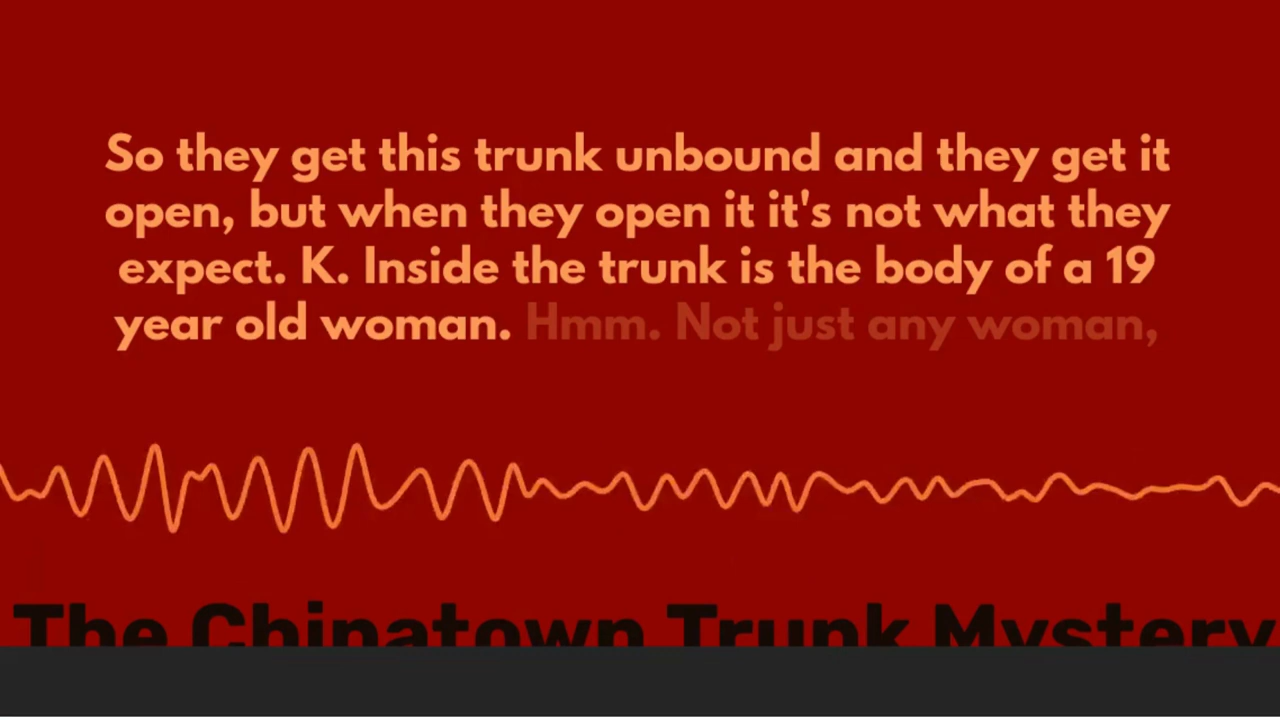 So they get this trunk unbound and they get it
open, but when they open it it's not what they
expect. K. Inside the trunk is the body of a 19
year old woman. Hmm. Not just any woman,
The Chinatown Trunk Mystery